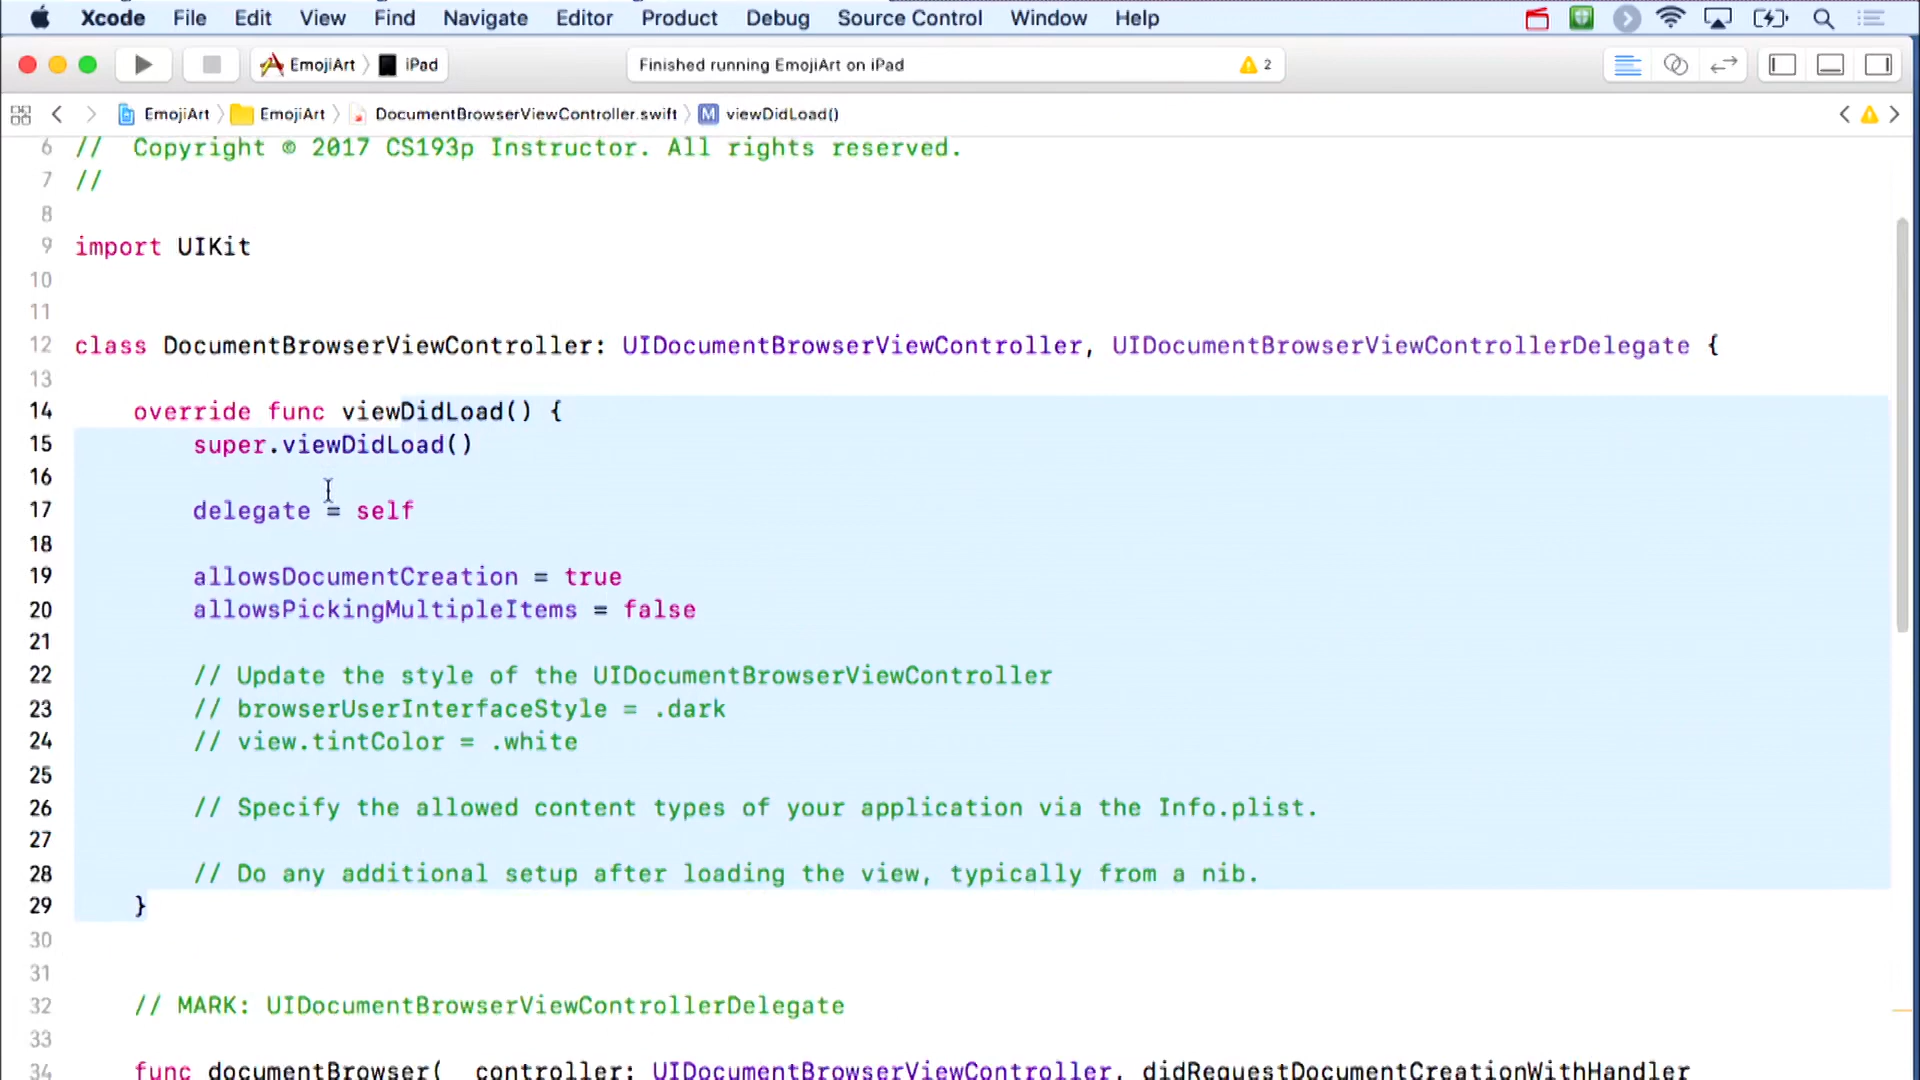 Xcode File Edit View Find Navigate Editor Product Debug Source Control Window Help
EmojiArt iPad Finished running EmojiArt on iPad 2
EmojiArt EmojiArt DocumentBrowserViewController.swift M viewDidLoad()
6 //  Copyright © 2017 CS193p Instructor. All rights reserved.
7 //
8
9 import UIKit
10
11
12 class DocumentBrowserViewController: UIDocumentBrowserViewController, UIDocumentBrowserViewControllerDelegate {
13
14     override func viewDidLoad() {
15         super.viewDidLoad()
16
17         delegate = self
18
19         allowsDocumentCreation = true
20         allowsPickingMultipleItems = false
21
22         // Update the style of the UIDocumentBrowserViewController
23         // browserUserInterfaceStyle = .dark
24         // view.tintColor = .white
25
26         // Specify the allowed content types of your application via the Info.plist.
27
28         // Do any additional setup after loading the view, typically from a nib.
29     }
30
31
32     // MARK: UIDocumentBrowserViewControllerDelegate
33
34     func documentBrowser(_ controller: UIDocumentBrowserViewController, didRequestDocumentCreationWithHandler